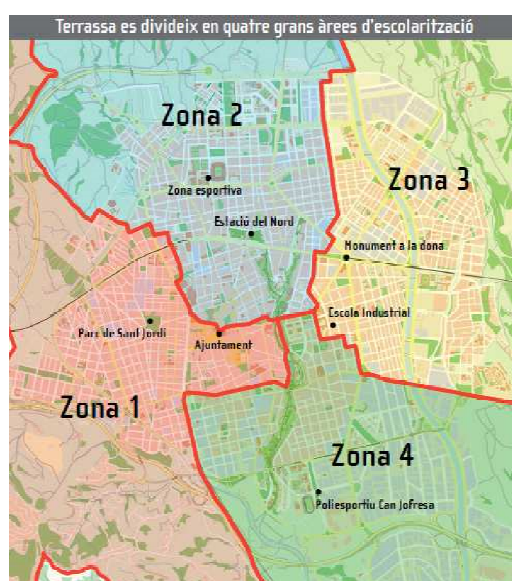 Terrassa es divideix en quatre grans àrees d'escolarització
Zona 2
Zona 3
Zona esportiva
Estació del Nord
Monument a la dona
Escola Industrial
Parc de Sant Jordi
Ajuntament
Zona 1
Zona 4
Poliesportiu Can Jofresa